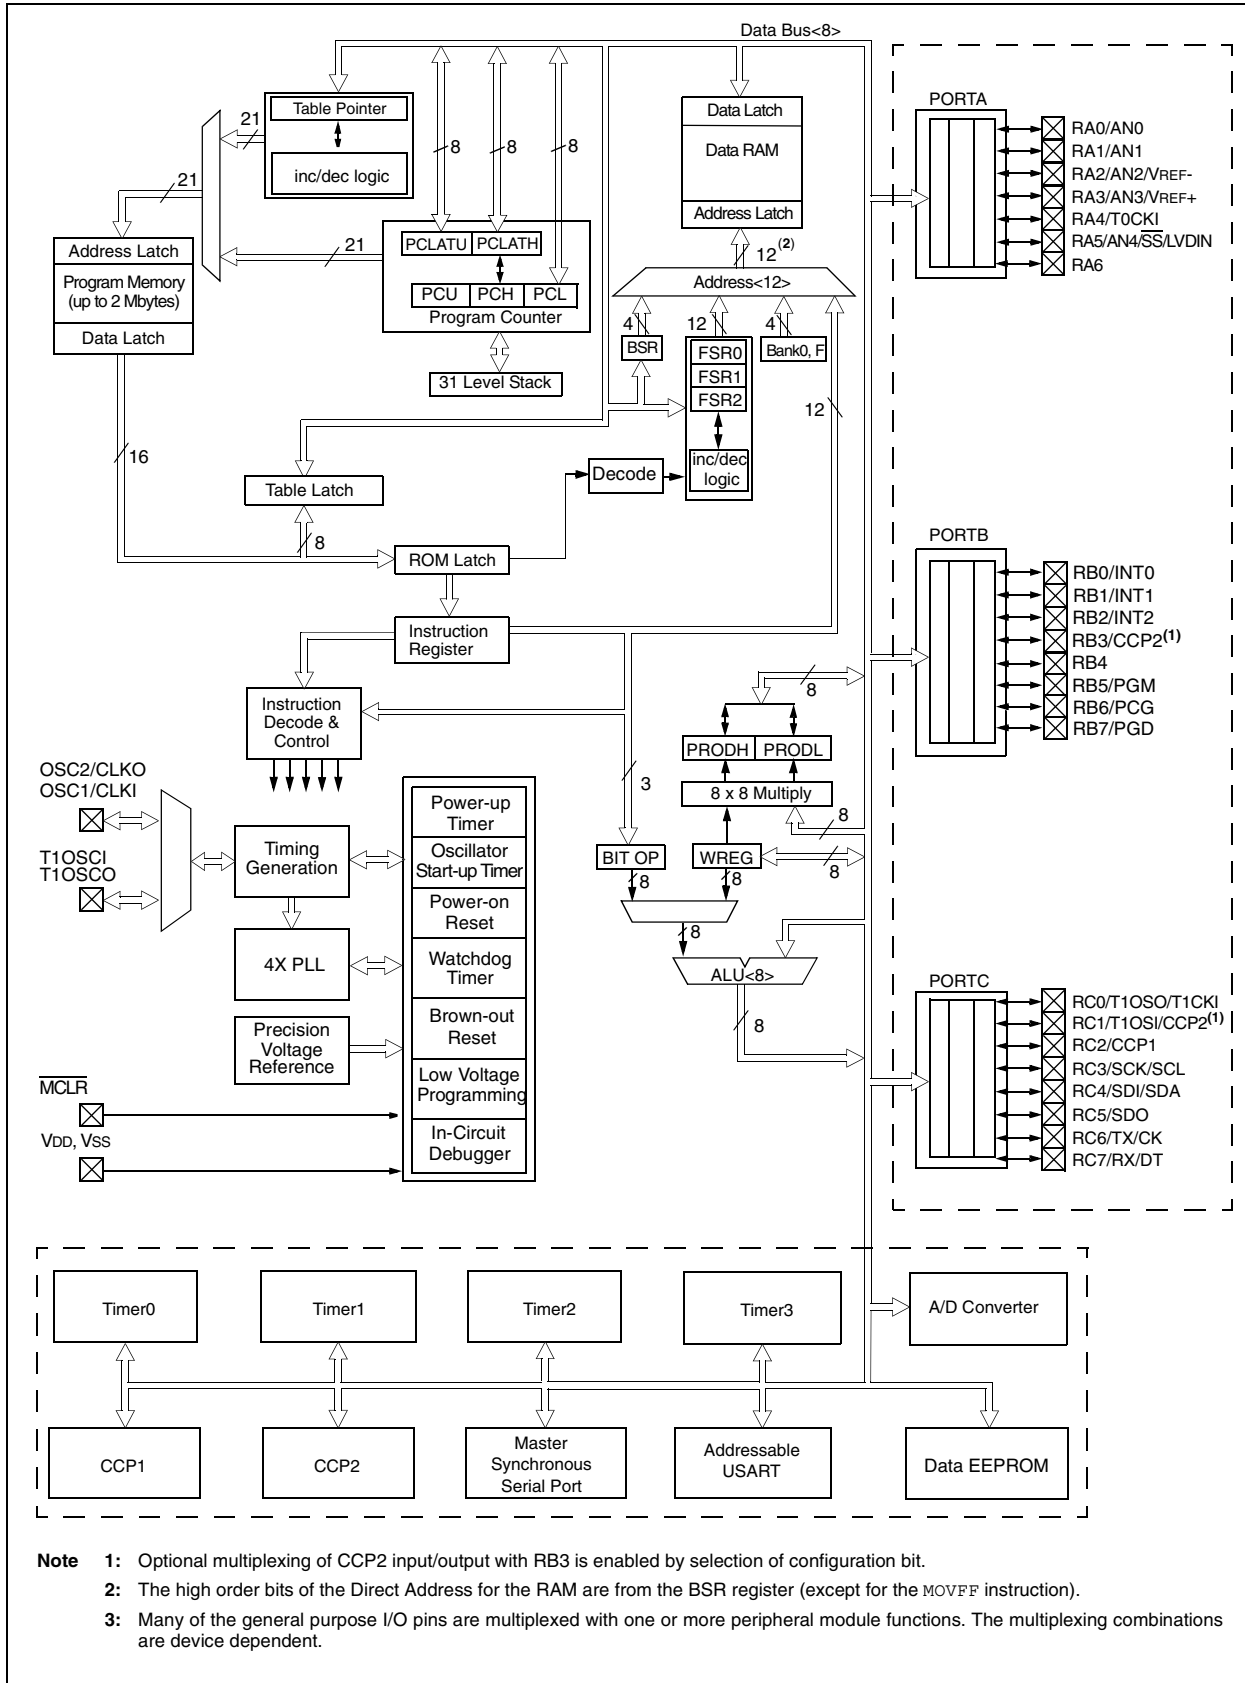 Data Bus<8>
PORTA
Table Pointer
21
inc/dec logic
8
8
8
Data Latch
Data RAM
Address Latch
RA0/AN0
RA1/AN1
RA2/AN2/VREF-
RA3/AN3/VREF+
RA4/T0CKI
RA5/AN4/SS/LVDIN
RA6
21
21
PCLATU
PCLATH
12(2)
Address Latch
Program Memory
(up to 2 Mbytes)
Data Latch
PCU
PCH
PCL
Program Counter
Address<12>
4
12
4
BSR
FSR0
FSR1
FSR2
Bank0, F
31 Level Stack
12
16
inc/dec
logic
Decode
Table Latch
8
ROM Latch
PORTB
RB0/INT0
RB1/INT1
RB2/INT2
RB3/CCP2(1)
RB4
RB5/PGM
RB6/PCG
RB7/PGD
Instruction
Register
8
Instruction
Decode &
Control
PRODH
PRODL
3
8 x 8 Multiply
8
OSC2/CLKO
OSC1/CLKI
T1OSCI
T1OSCO
Timing
Generation
4X PLL
Precision
Voltage
Reference
Power-up
Timer
Oscillator
Start-up Timer
Power-on
Reset
Watchdog
Timer
Brown-out
Reset
Low Voltage
Programming
In-Circuit
Debugger
BIT OP
WREG
8
8
8
8
ALU<8>
8
MCLR
VDD, VSS
PORTC
RC0/T1OSO/T1CKI
RC1/T1OSI/CCP2(1)
RC2/CCP1
RC3/SCK/SCL
RC4/SDI/SDA
RC5/SDO
RC6/TX/CK
RC7/RX/DT
Timer0
Timer1
Timer2
Timer3
A/D Converter
CCP1
CCP2
Master
Synchronous
Serial Port
Addressable
USART
Data EEPROM
Note 1: Optional multiplexing of CCP2 input/output with RB3 is enabled by selection of configuration bit.
2: The high order bits of the Direct Address for the RAM are from the BSR register (except for the MOVFF instruction).
3: Many of the general purpose I/O pins are multiplexed with one or more peripheral module functions. The multiplexing combinations
are device dependent.